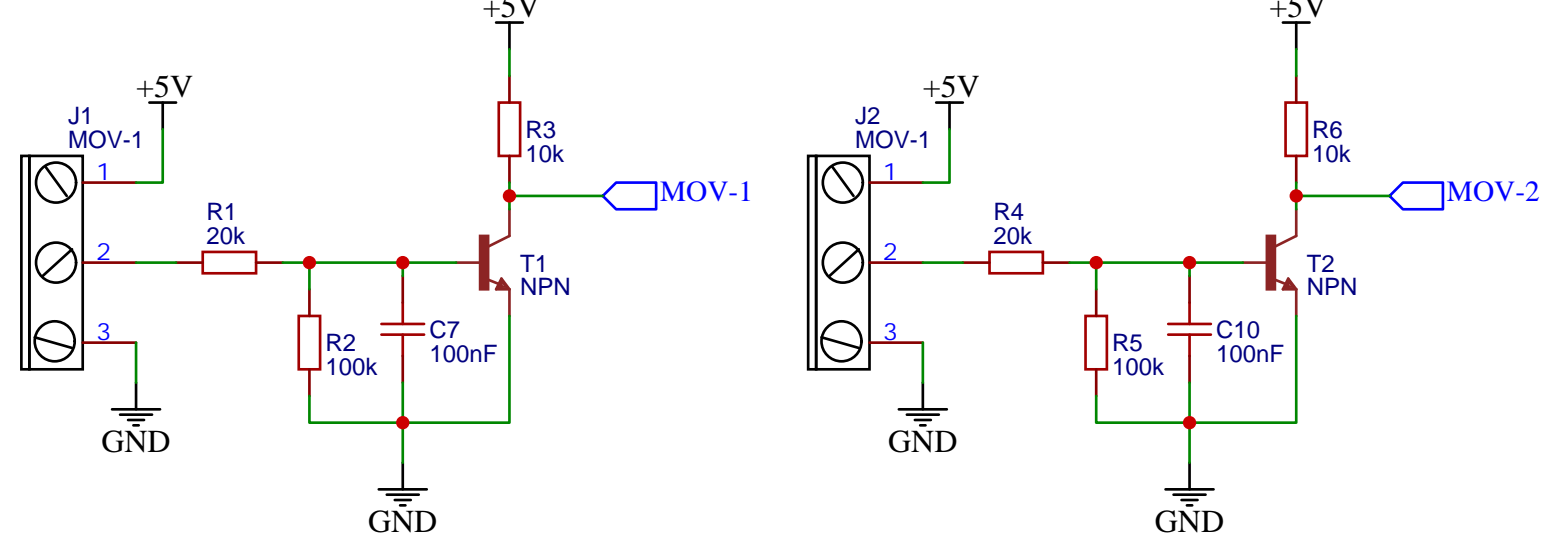 +5V
+5V
J1
MOV-1
1
2
3
R1
20k
R3
10k
MOV-1
T1
NPN
R2
100k
C7
100nF
GND
GND
+5V
+5V
J2
MOV-1
1
2
3
R4
20k
R6
10k
MOV-2
T2
NPN
R5
100k
C10
100nF
GND
GND